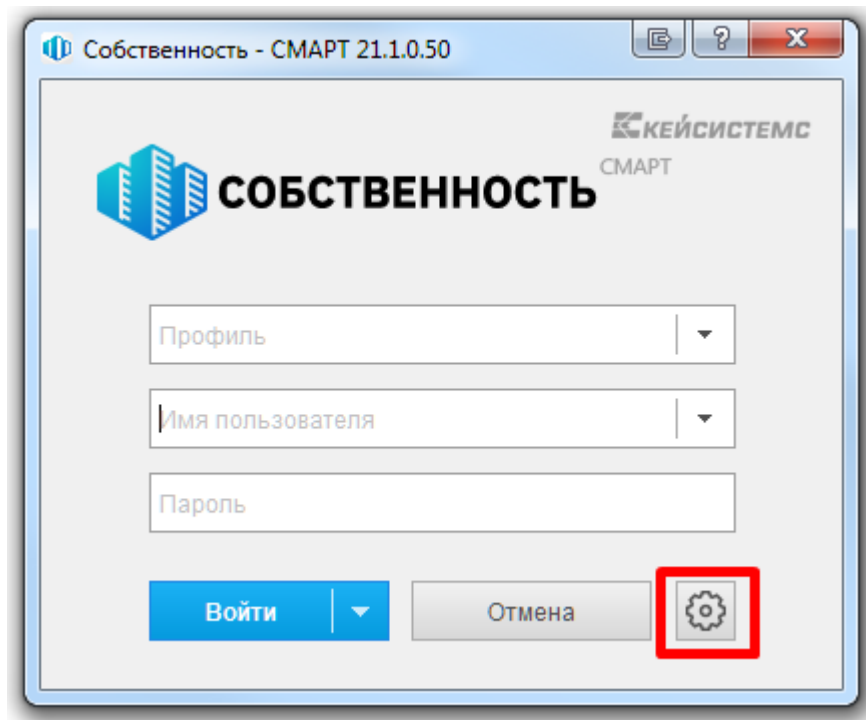 Собственность - СМАРТ 21.1.0.50
КЕЙСИСТЕМС
СОБСТВЕННОСТЬ СМАРТ
Профиль
Имя пользователя
Пароль
Войти
Отмена